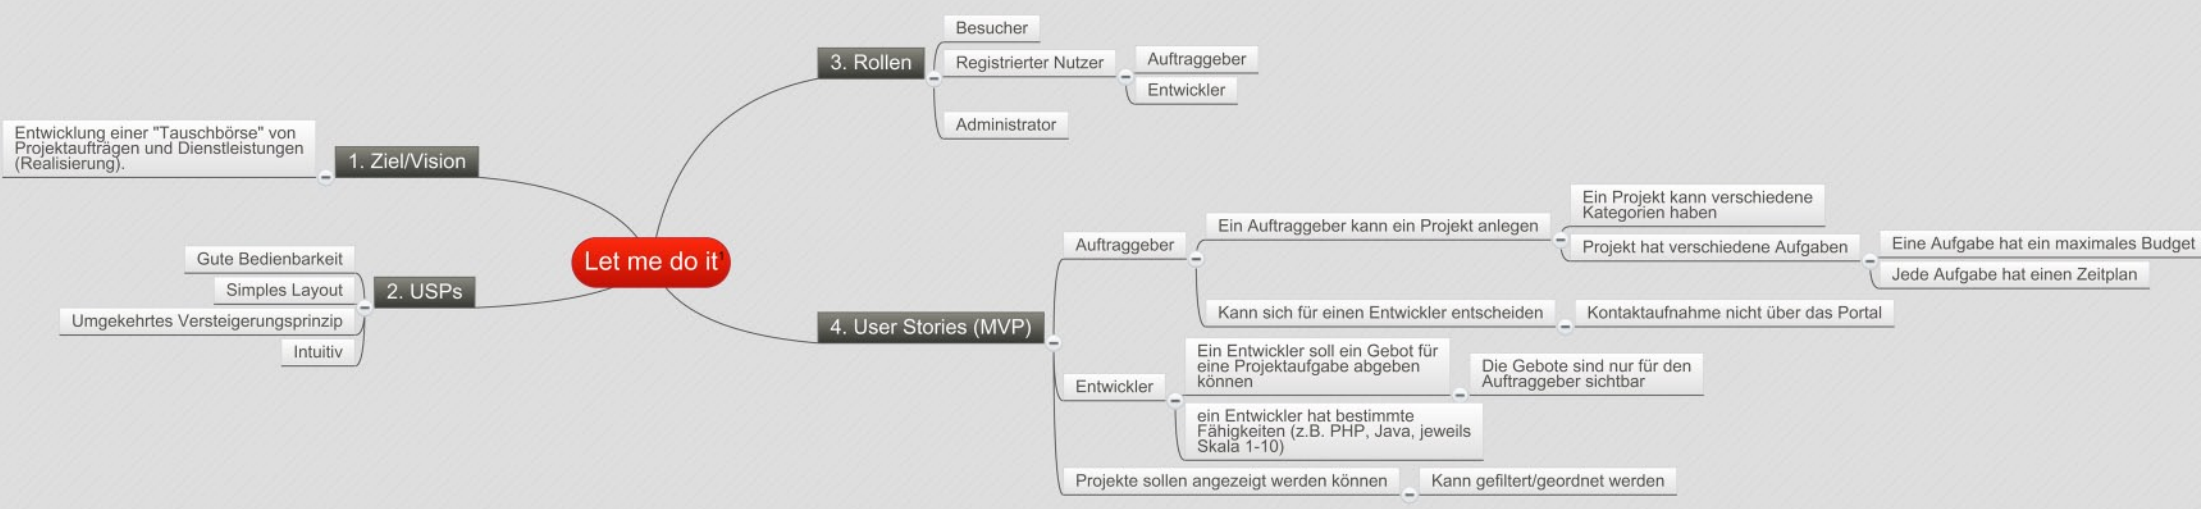 Let me do it¹
1. Ziel/Vision
Entwicklung einer "Tauschbörse" von
Projektaufträgen und Dienstleistungen
(Realisierung).
2. USPs
Gute Bedienbarkeit
Simples Layout
Umgekehrtes Versteigerungsprinzip
Intuitiv
3. Rollen
Besucher
Registrierter Nutzer
Auftraggeber
Entwickler
Administrator
4. User Stories (MVP)
Auftraggeber
Ein Auftraggeber kann ein Projekt anlegen
Ein Projekt kann verschiedene
Kategorien haben
Projekt hat verschiedene Aufgaben
Eine Aufgabe hat ein maximales Budget
Jede Aufgabe hat einen Zeitplan
Kann sich für einen Entwickler entscheiden
Kontaktaufnahme nicht über das Portal
Entwickler
Ein Entwickler soll ein Gebot für
eine Projektaufgabe abgeben
können
Die Gebote sind nur für den
Auftraggeber sichtbar
ein Entwickler hat bestimmte
Fähigkeiten (z.B. PHP, Java, jeweils
Skala 1-10)
Projekte sollen angezeigt werden können
Kann gefiltert/geordnet werden